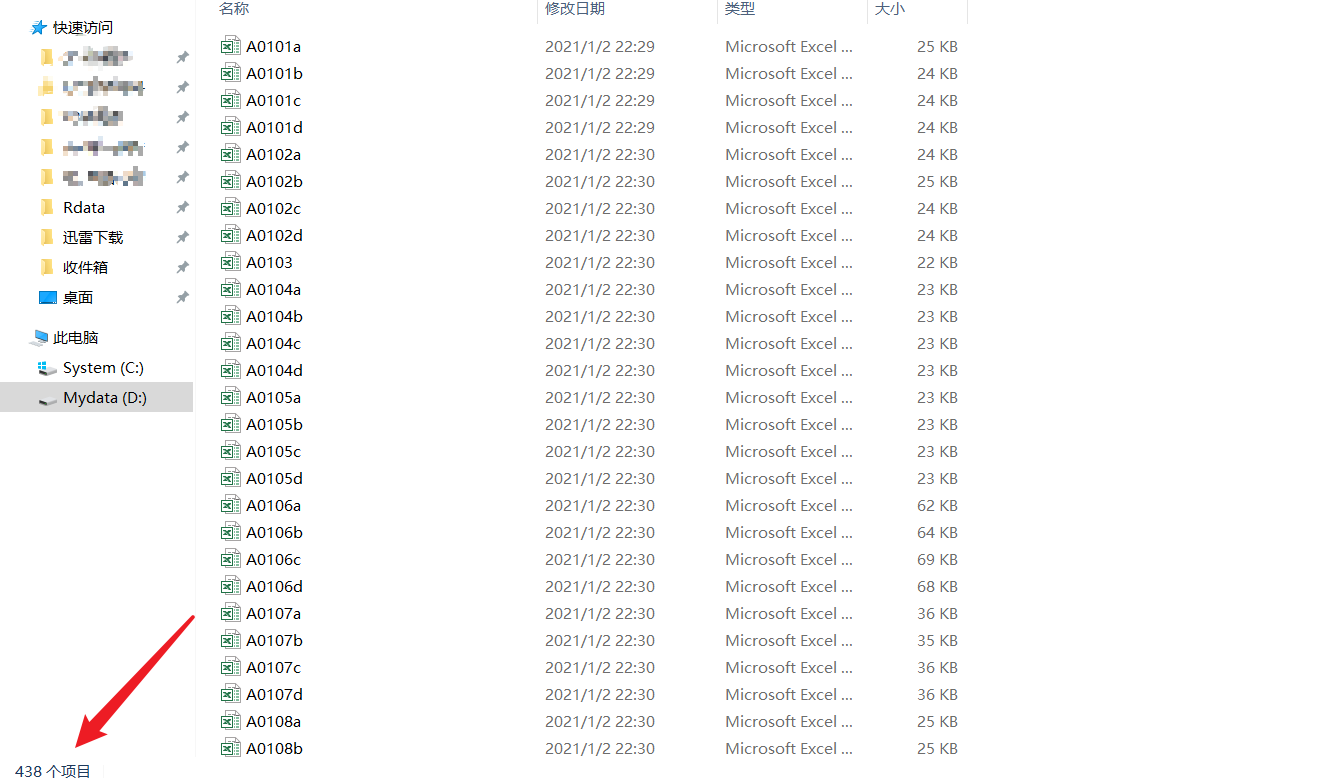 名称 修改日期 类型 大小
快速访问
Rdata
迅雷下载
收件箱
桌面
此电脑
System (C:)
Mydata (D:)
A0101a 2021/1/2 22:29 Microsoft Excel ... 25 KB
A0101b 2021/1/2 22:29 Microsoft Excel ... 24 KB
A0101c 2021/1/2 22:29 Microsoft Excel ... 24 KB
A0101d 2021/1/2 22:29 Microsoft Excel ... 24 KB
A0102a 2021/1/2 22:30 Microsoft Excel ... 24 KB
A0102b 2021/1/2 22:30 Microsoft Excel ... 25 KB
A0102c 2021/1/2 22:30 Microsoft Excel ... 24 KB
A0102d 2021/1/2 22:30 Microsoft Excel ... 24 KB
A0103 2021/1/2 22:30 Microsoft Excel ... 22 KB
A0104a 2021/1/2 22:30 Microsoft Excel ... 23 KB
A0104b 2021/1/2 22:30 Microsoft Excel ... 23 KB
A0104c 2021/1/2 22:30 Microsoft Excel ... 23 KB
A0104d 2021/1/2 22:30 Microsoft Excel ... 23 KB
A0105a 2021/1/2 22:30 Microsoft Excel ... 23 KB
A0105b 2021/1/2 22:30 Microsoft Excel ... 23 KB
A0105c 2021/1/2 22:30 Microsoft Excel ... 23 KB
A0105d 2021/1/2 22:30 Microsoft Excel ... 23 KB
A0106a 2021/1/2 22:30 Microsoft Excel ... 62 KB
A0106b 2021/1/2 22:30 Microsoft Excel ... 64 KB
A0106c 2021/1/2 22:30 Microsoft Excel ... 69 KB
A0106d 2021/1/2 22:30 Microsoft Excel ... 68 KB
A0107a 2021/1/2 22:30 Microsoft Excel ... 36 KB
A0107b 2021/1/2 22:30 Microsoft Excel ... 35 KB
A0107c 2021/1/2 22:30 Microsoft Excel ... 36 KB
A0107d 2021/1/2 22:30 Microsoft Excel ... 36 KB
A0108a 2021/1/2 22:30 Microsoft Excel ... 25 KB
A0108b 2021/1/2 22:30 Microsoft Excel ... 25 KB
438 个项目